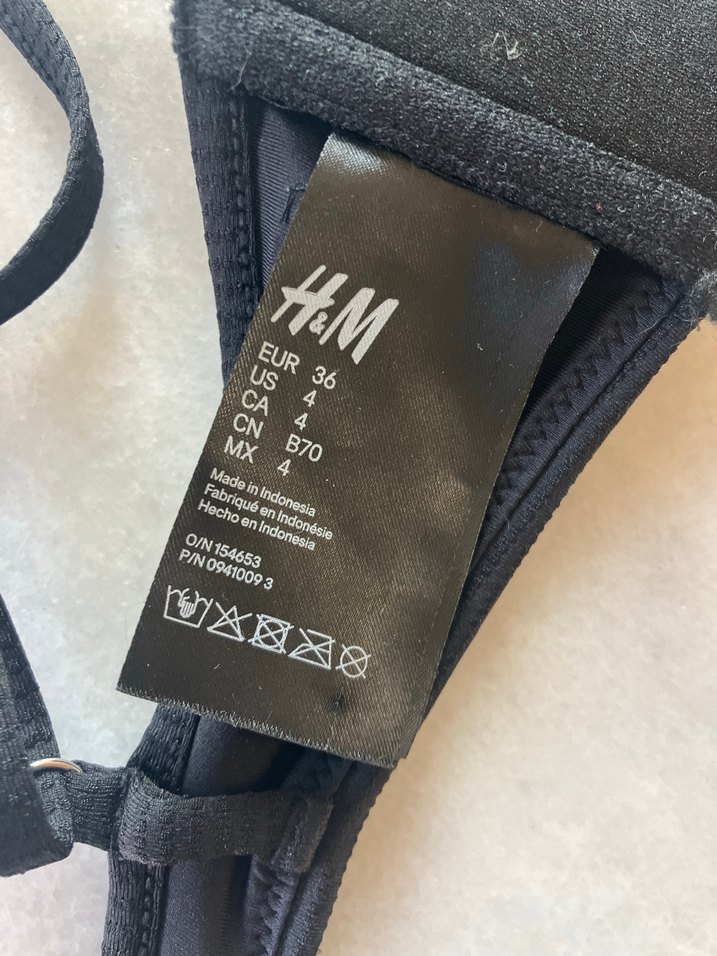 H&M
EUR 36
US 4
CA 4
CN B70
MX 4
Made in Indonesia
Fabriqué en Indonésie
Hecho en Indonesia
O/N 154653
P/N 0941009 3